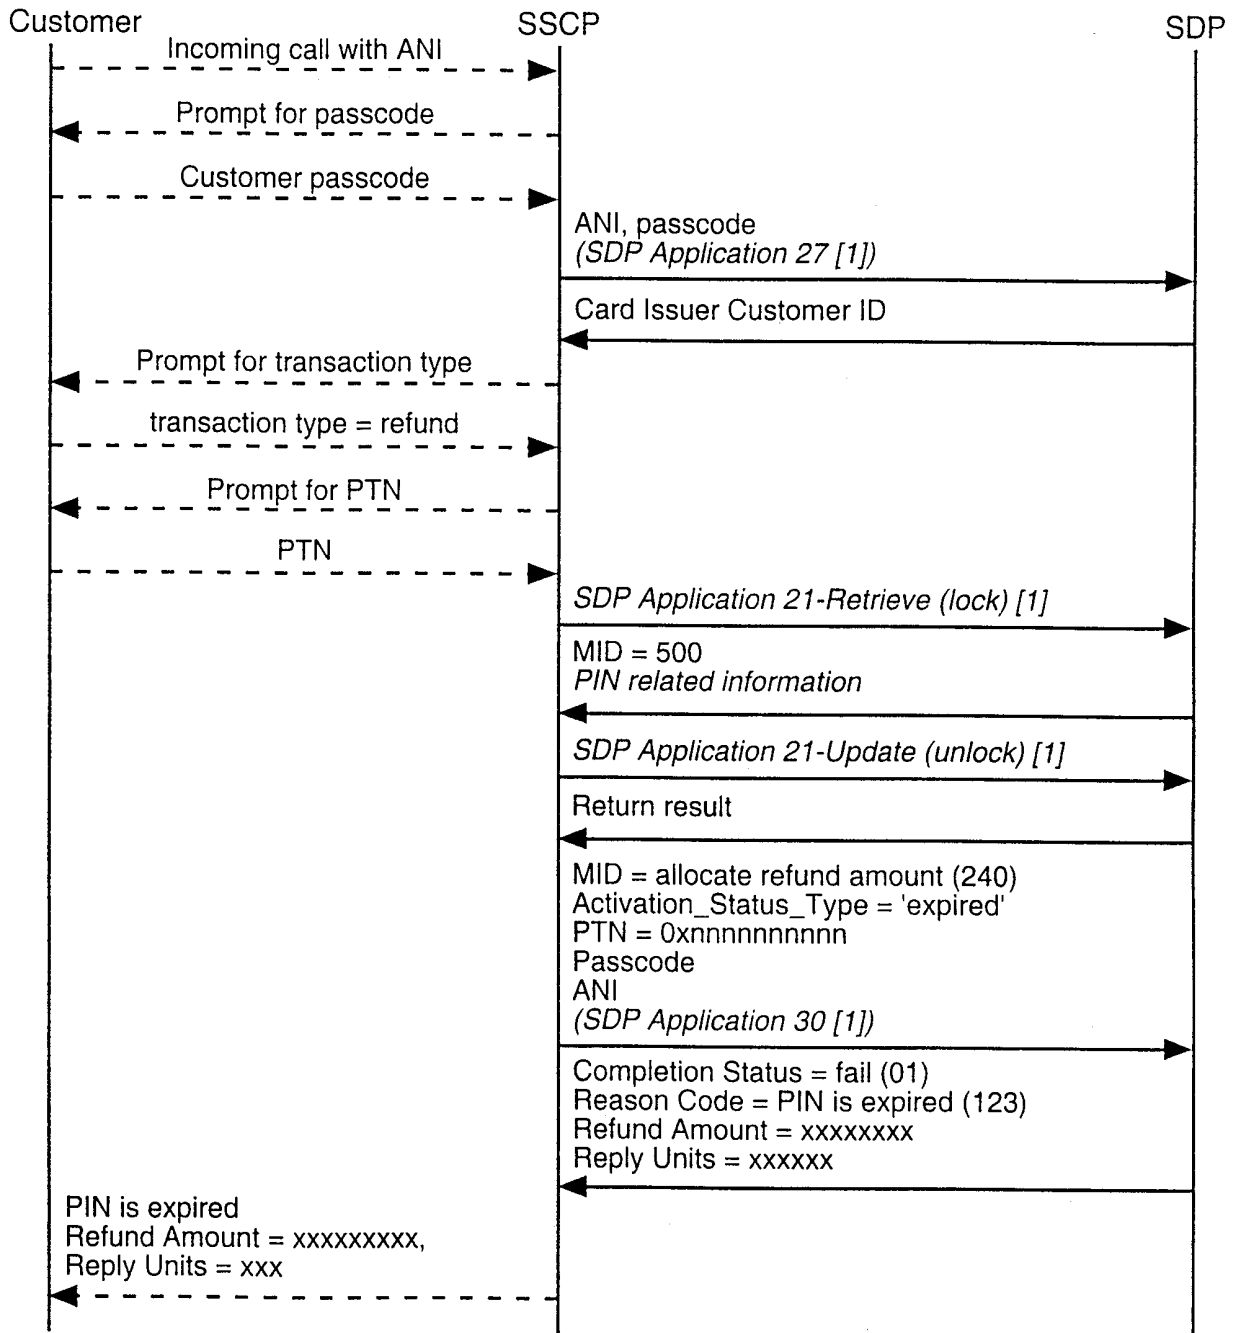 Customer
SSCP
SDP
Incoming call with ANI
Prompt for passcode
Customer passcode
ANI, passcode
(SDP Application 27 [1])
Card Issuer Customer ID
Prompt for transaction type
transaction type = refund
Prompt for PTN
PTN
SDP Application 21-Retrieve (lock) [1]
MID = 500
PIN related information
SDP Application 21-Update (unlock) [1]
Return result
MID = allocate refund amount (240)
Activation_Status_Type = 'expired'
PTN = 0xnnnnnnnnnn
Passcode
ANI
(SDP Application 30 [1])
Completion Status = fail (01)
Reason Code = PIN is expired (123)
Refund Amount = xxxxxxxx
Reply Units = xxxxxx
PIN is expired
Refund Amount = xxxxxxxxx,
Reply Units = xxx